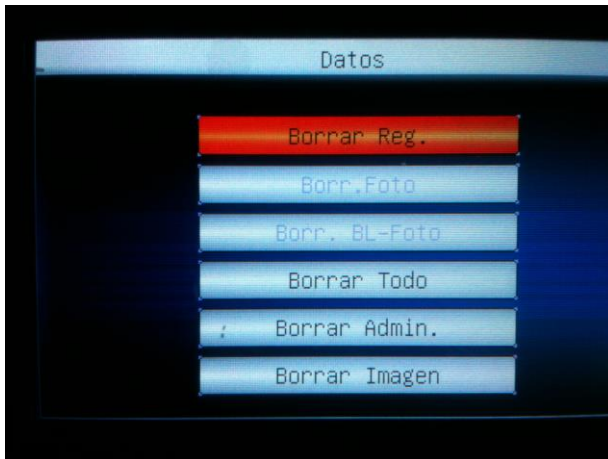 Datos
Borrar Reg.
Borr.Foto
Borr. BL-Foto
Borrar Todo
Borrar Admin.
Borrar Imagen